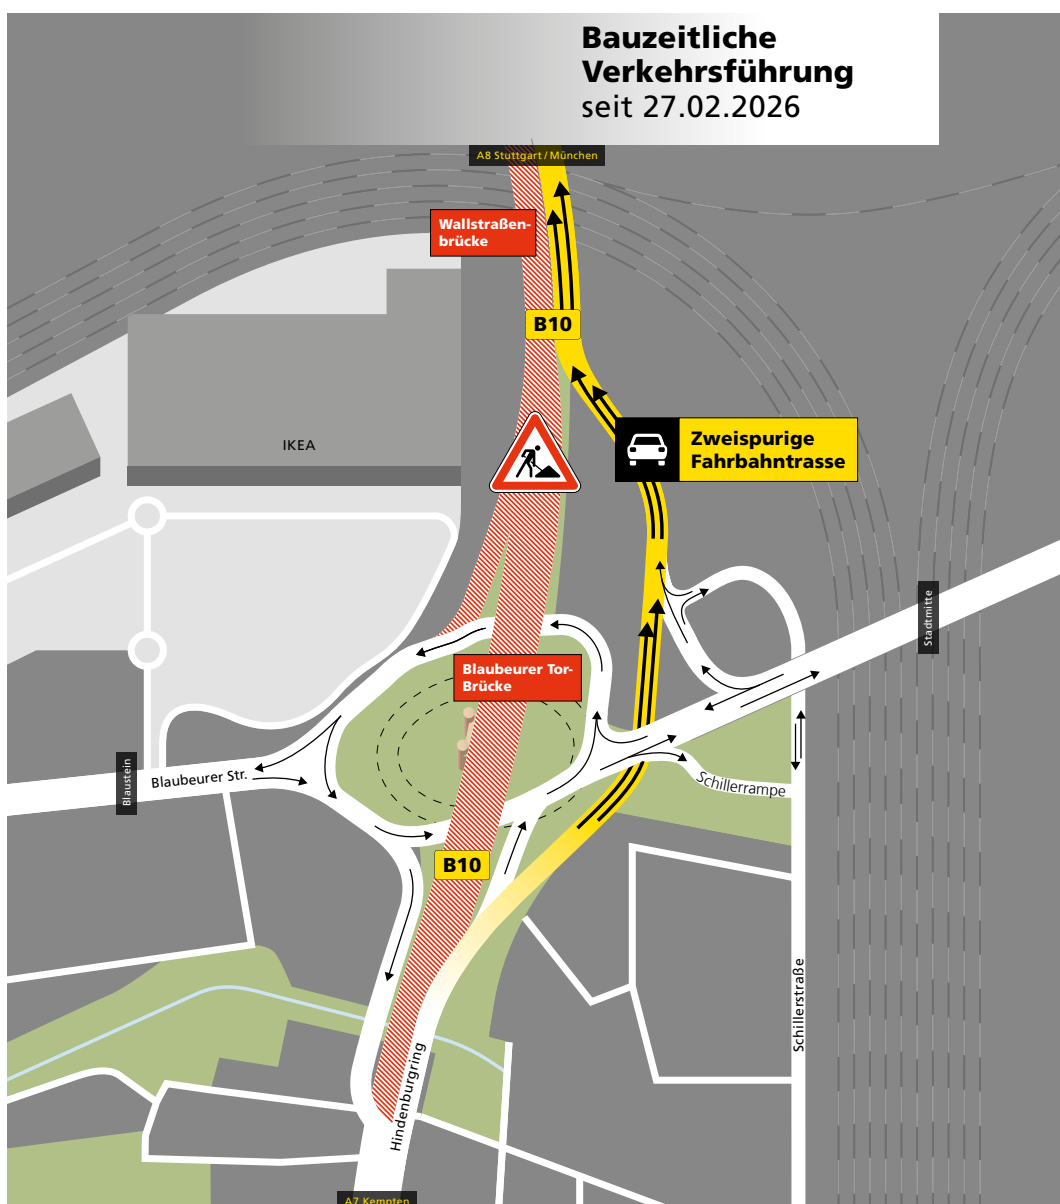 Bauzeitliche
Verkehrsführung
seit 27.02.2026
A8 Stuttgart / München
Wallstraßen-
brücke
B10
Zweispurige
Fahrbahntrasse
IKEA
Stadtmitte
Blaubeurer Tor-
Brücke
Blaustein
Blaubeurer Str.
Schillerrampe
B10
Schillerstraße
Hindenburgring
A7 Kempten